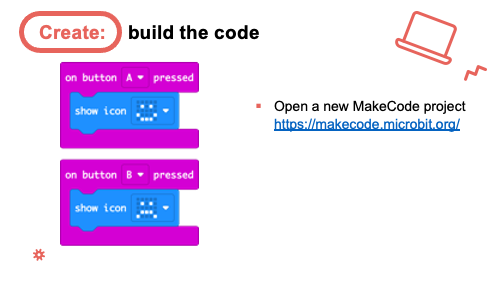 Create: build the code
on button A pressed
show icon
on button B pressed
show icon
Open a new MakeCode project
https://makecode.microbit.org/